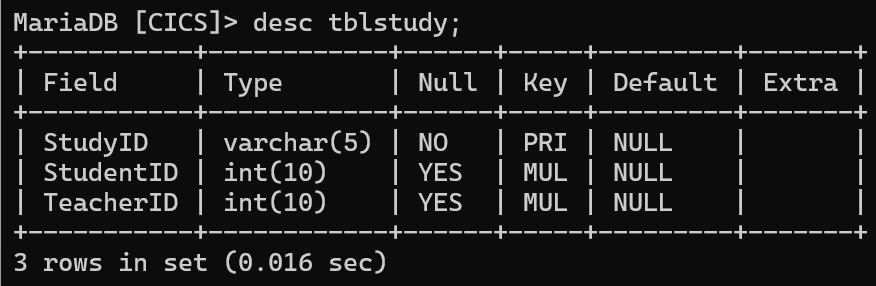 MariaDB [CICS]> desc tblstudy;
+-----------+------------+------+-----+---------+-------+
| Field     | Type       | Null | Key | Default | Extra |
+-----------+------------+------+-----+---------+-------+
| StudyID   | varchar(5) | NO   | PRI | NULL    |       |
| StudentID | int(10)    | YES  | MUL | NULL    |       |
| TeacherID | int(10)    | YES  | MUL | NULL    |       |
+-----------+------------+------+-----+---------+-------+
3 rows in set (0.016 sec)